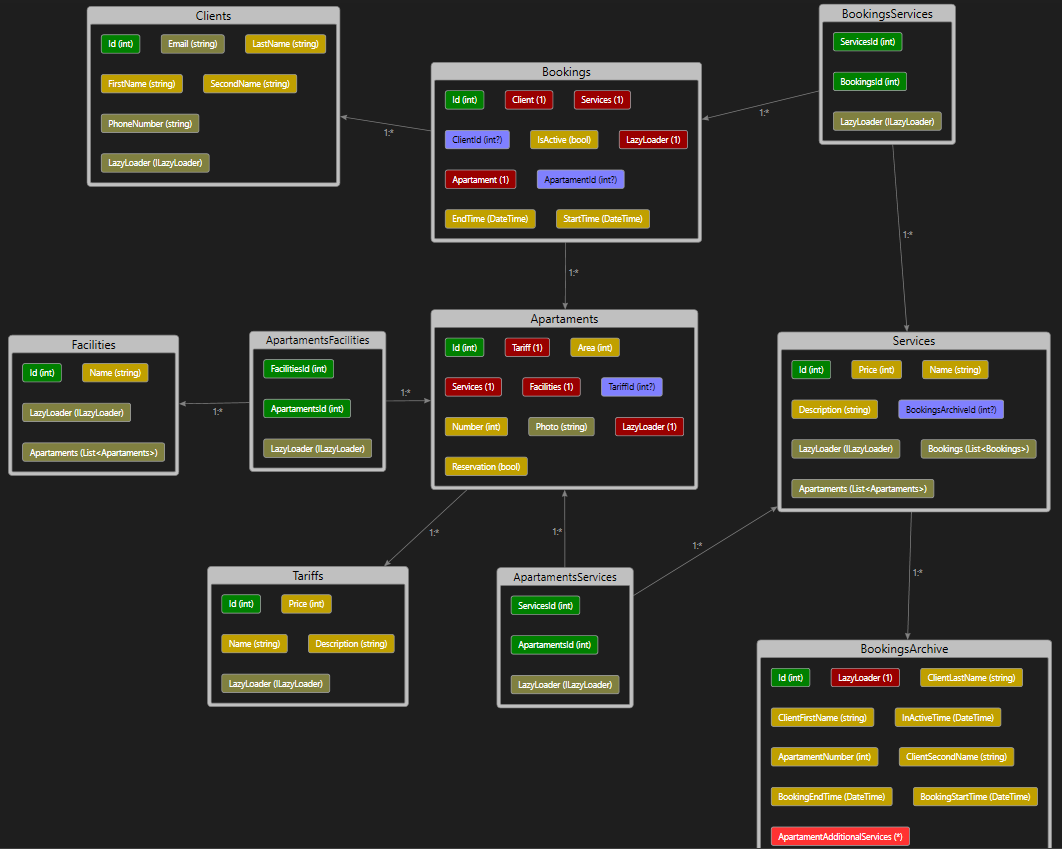 Clients
Id (int) Email (string) LastName (string)
FirstName (string) SecondName (string)
PhoneNumber (string)
LazyLoader (ILazyLoader)
1:*
Bookings
Id (int) Client (1) Services (1)
ClientId (int?) IsActive (bool) LazyLoader (1)
Apartament (1) ApartamentId (int?)
EndTime (DateTime) StartTime (DateTime)
1:*
BookingsServices
ServicesId (int)
BookingsId (int)
LazyLoader (ILazyLoader)
1:*
1:*
Facilities
Id (int) Name (string)
LazyLoader (ILazyLoader)
Apartaments (List<Apartaments>)
1:*
ApartamentsFacilities
FacilitiesId (int)
ApartamentsId (int)
LazyLoader (ILazyLoader)
1:*
Apartaments
Id (int) Tariff (1) Area (int)
Services (1) Facilities (1) TariffId (int?)
Number (int) Photo (string) LazyLoader (1)
Reservation (bool)
Services
Id (int) Price (int) Name (string)
Description (string) BookingsArchiveId (int?)
LazyLoader (ILazyLoader) Bookings (List<Bookings>)
Apartaments (List<Apartaments>)
1:*
1:*
1:*
1:*
Tariffs
Id (int) Price (int)
Name (string) Description (string)
LazyLoader (ILazyLoader)
ApartamentsServices
ServicesId (int)
ApartamentsId (int)
LazyLoader (ILazyLoader)
BookingsArchive
Id (int) LazyLoader (1) ClientLastName (string)
ClientFirstName (string) InActiveTime (DateTime)
ApartamentNumber (int) ClientSecondName (string)
BookingEndTime (DateTime) BookingStartTime (DateTime)
ApartamentAdditionalServices (*)